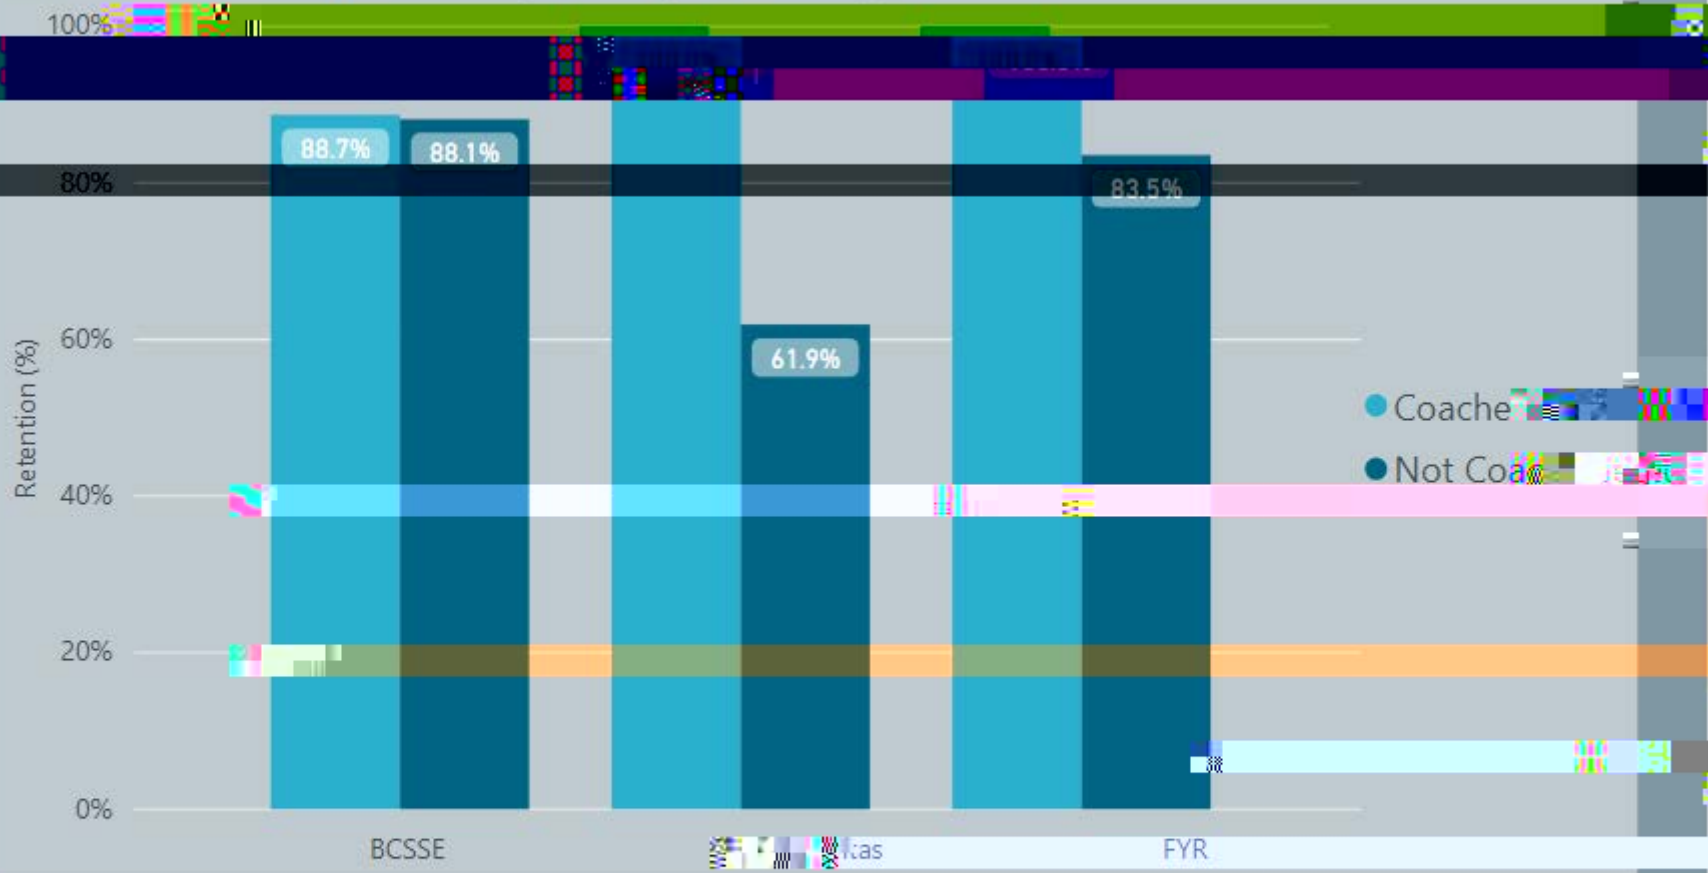 100%
80%
60%
40%
20%
0%
Retention (%)
88.7%
88.1%
61.9%
83.5%
Coache
Not Coa
BCSSE
FYR